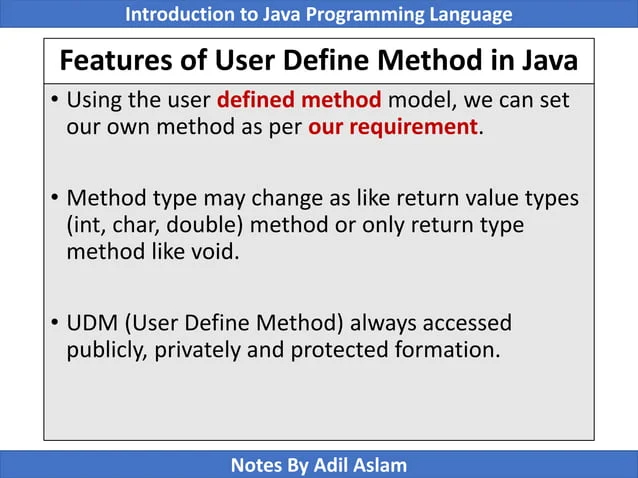 Introduction to Java Programming Language
Features of User Define Method in Java
• Using the user defined method model, we can set
our own method as per our requirement.
• Method type may change as like return value types
(int, char, double) method or only return type
method like void.
• UDM (User Define Method) always accessed
publicly, privately and protected formation.
Notes By Adil Aslam